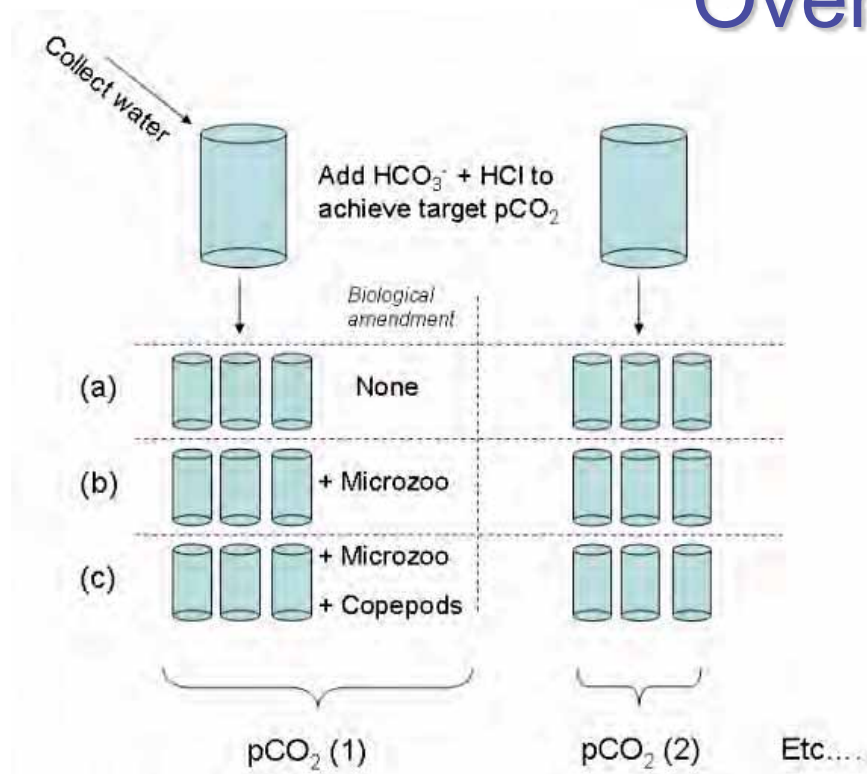 Over
Collect water
Add HCO₃⁻ + HCl to
achieve target pCO₂
Biological
amendment
(a)
None
(b)
+ Microzoo
(c)
+ Microzoo
+ Copepods
pCO₂ (1)
pCO₂ (2)
Etc....